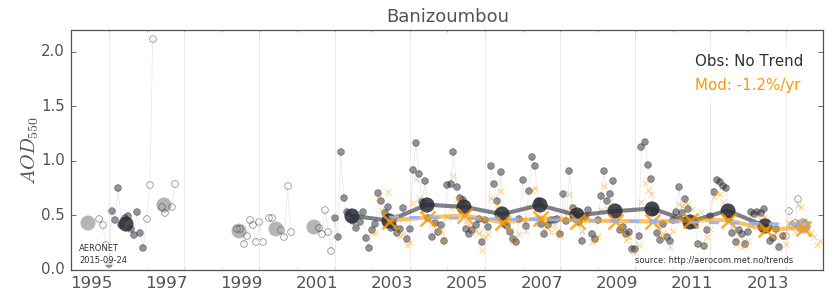 Banizoumbou
2.0
1.5
1.0
0.5
0.0
AOD550
Obs: No Trend
Mod: -1.2%/yr
AERONET
2015-09-24
source: http://aerocom.met.no/trends
1995 1997 1999 2001 2003 2005 2007 2009 2011 2013